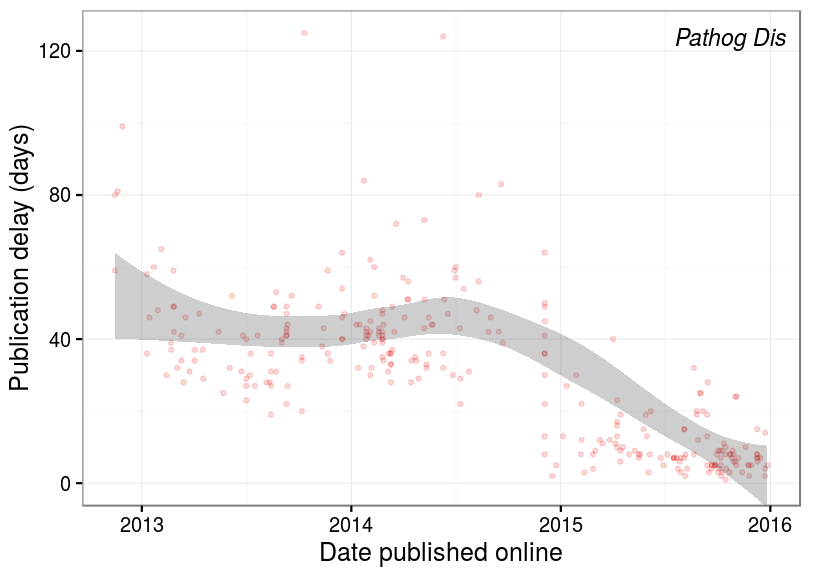 Pathog Dis
Publication delay (days)
120
80
40
0
2013
2014
2015
2016
Date published online